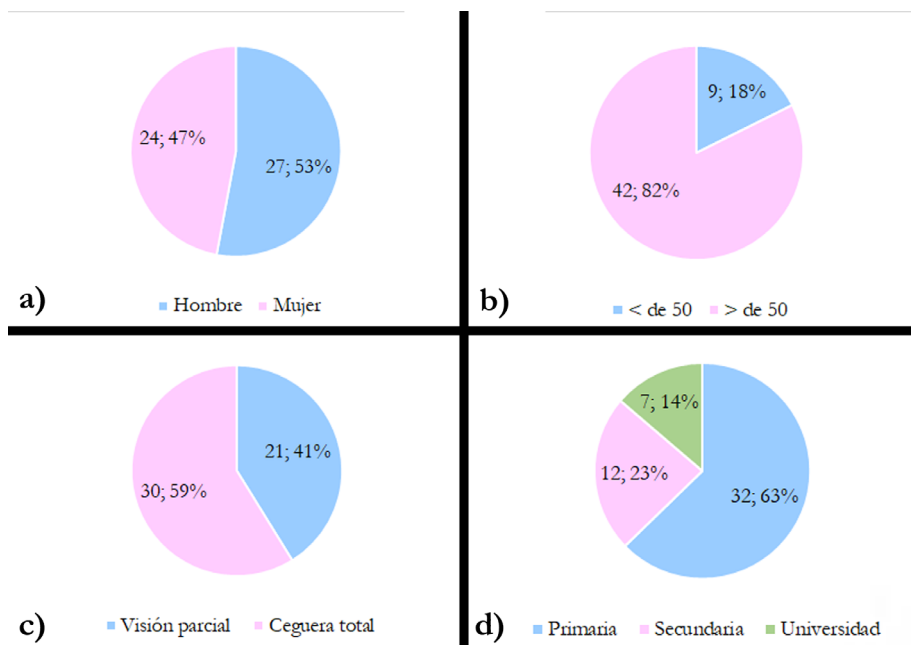 24; 47%
27; 53%
a)
Hombre Mujer
9; 18%
42; 82%
b)
< de 50 > de 50
21; 41%
30; 59%
c)
Visión parcial Ceguera total
7; 14%
12; 23%
32; 63%
d)
Primaria Secundaria Universidad